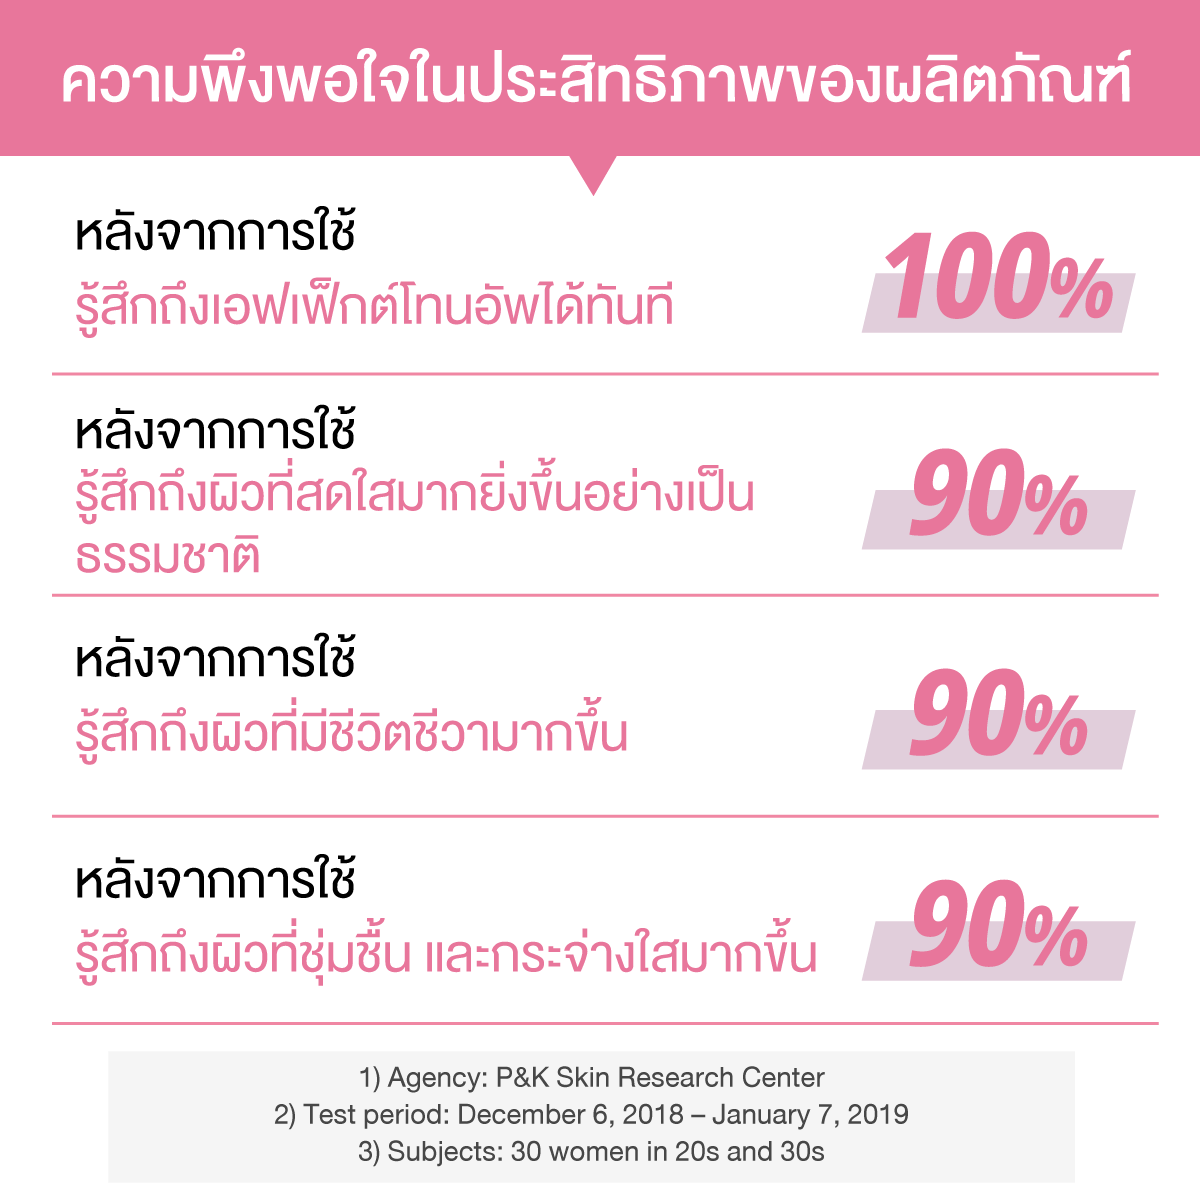 ความพึงพอใจในประสิทธิภาพของผลิตภัณฑ์
หลังจากการใช้
รู้สึกถึงเอฟเฟ็กต์โทนอัพได้ทันที
100%
หลังจากการใช้
รู้สึกถึงผิวที่สดใสมากยิ่งขึ้นอย่างเป็น
ธรรมชาติ
90%
หลังจากการใช้
รู้สึกถึงผิวที่มีชีวิตชีวามากขึ้น
90%
หลังจากการใช้
รู้สึกถึงผิวที่ชุ่มชื้น และกระจ่างใสมากขึ้น
90%
1) Agency: P&K Skin Research Center
2) Test period: December 6, 2018 – January 7, 2019
3) Subjects: 30 women in 20s and 30s